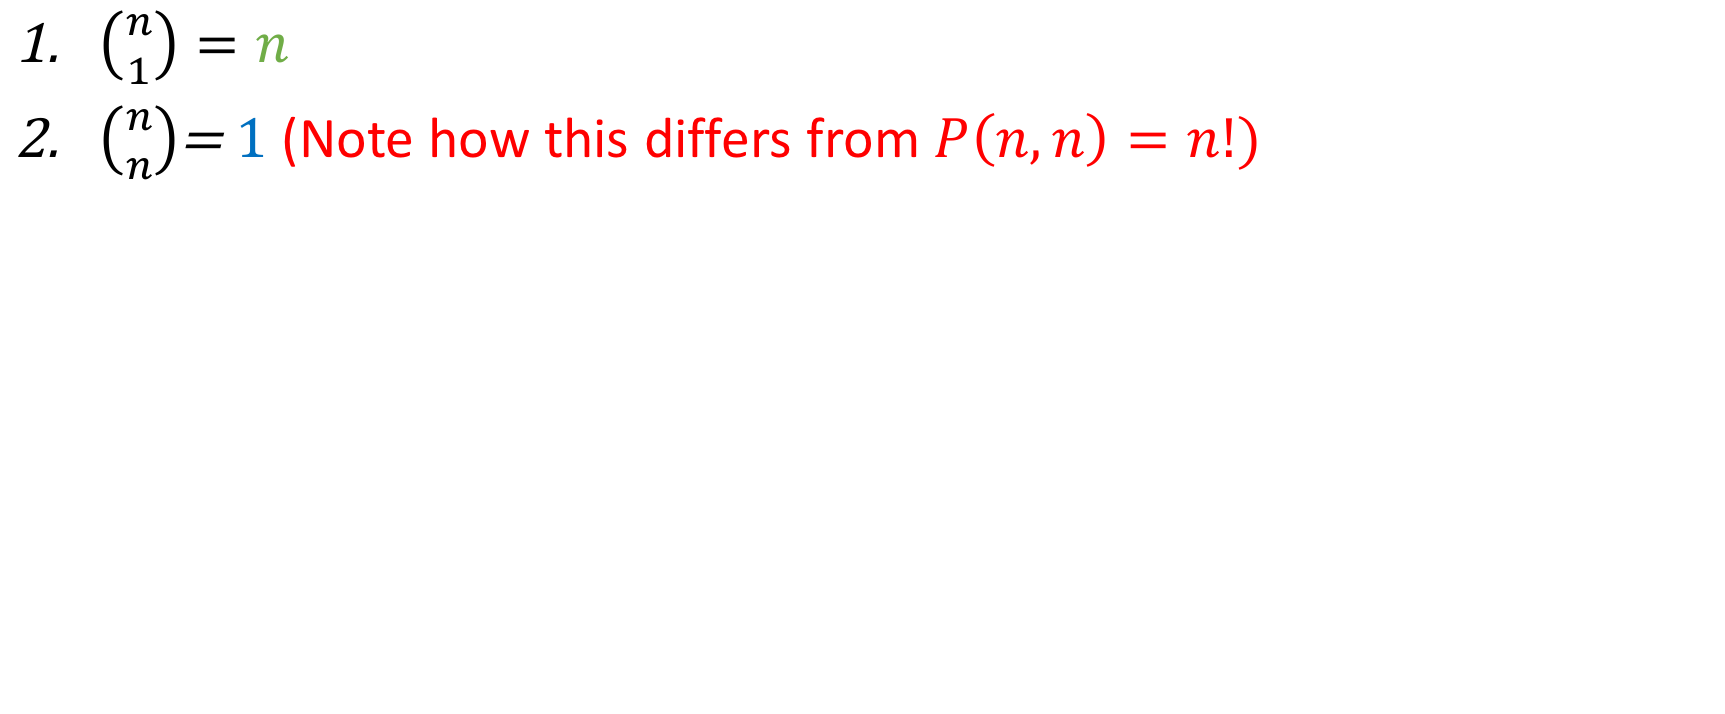 1. (n 1) = n
2. (n n)= 1 (Note how this differs from P(n, n) = n!)